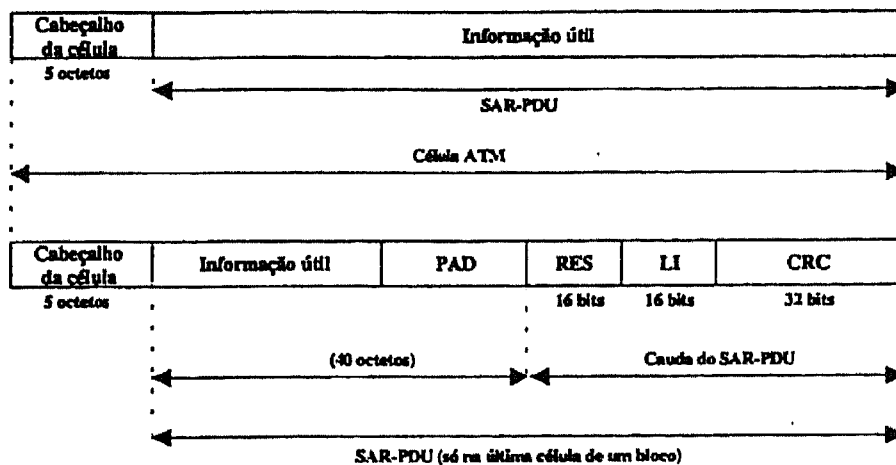 Cabeçalho
da célula
Informação útil
5 octetos
SAR-PDU
Célula ATM
Cabeçalho
da célula
Informação útil
PAD
RES
LI
CRC
5 octetos
16 bits
16 bits
32 bits
(40 octetos)
Cauda do SAR-PDU
SAR-PDU (só na última célula de um bloco)